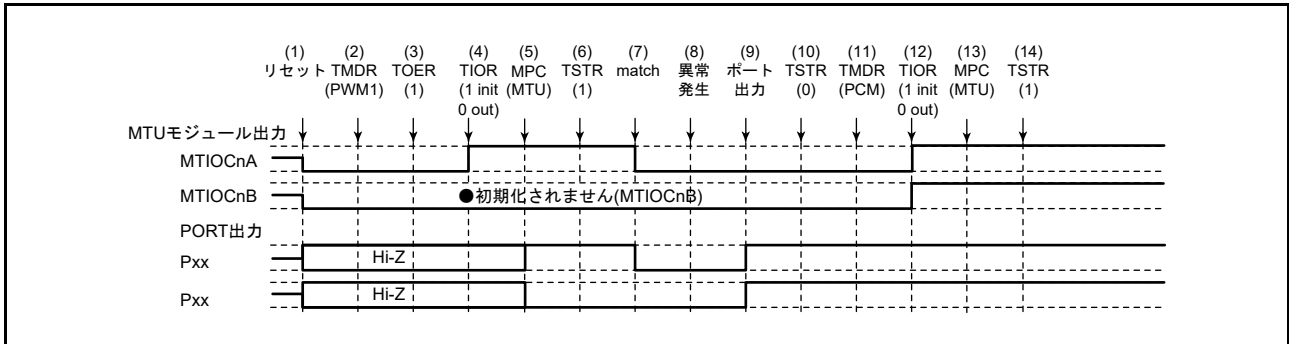 (1) (2) (3) (4) (5) (6) (7) (8) (9) (10) (11) (12) (13) (14)
リセット TMDR TOER TIOR MPC TSTR match 異常 ポート TSTR TMDR TIOR MPC TSTR
(PWM1) (1) (1 init (MTU) (1) 発生 出力 (0) (PCM) (1 init (MTU) (1)
0 out) 0 out)
MTUモジュール出力
MTIOCnA
MTIOCnB ●初期化されません(MTIOCnB)
PORT出力
Pxx Hi-Z
Pxx Hi-Z